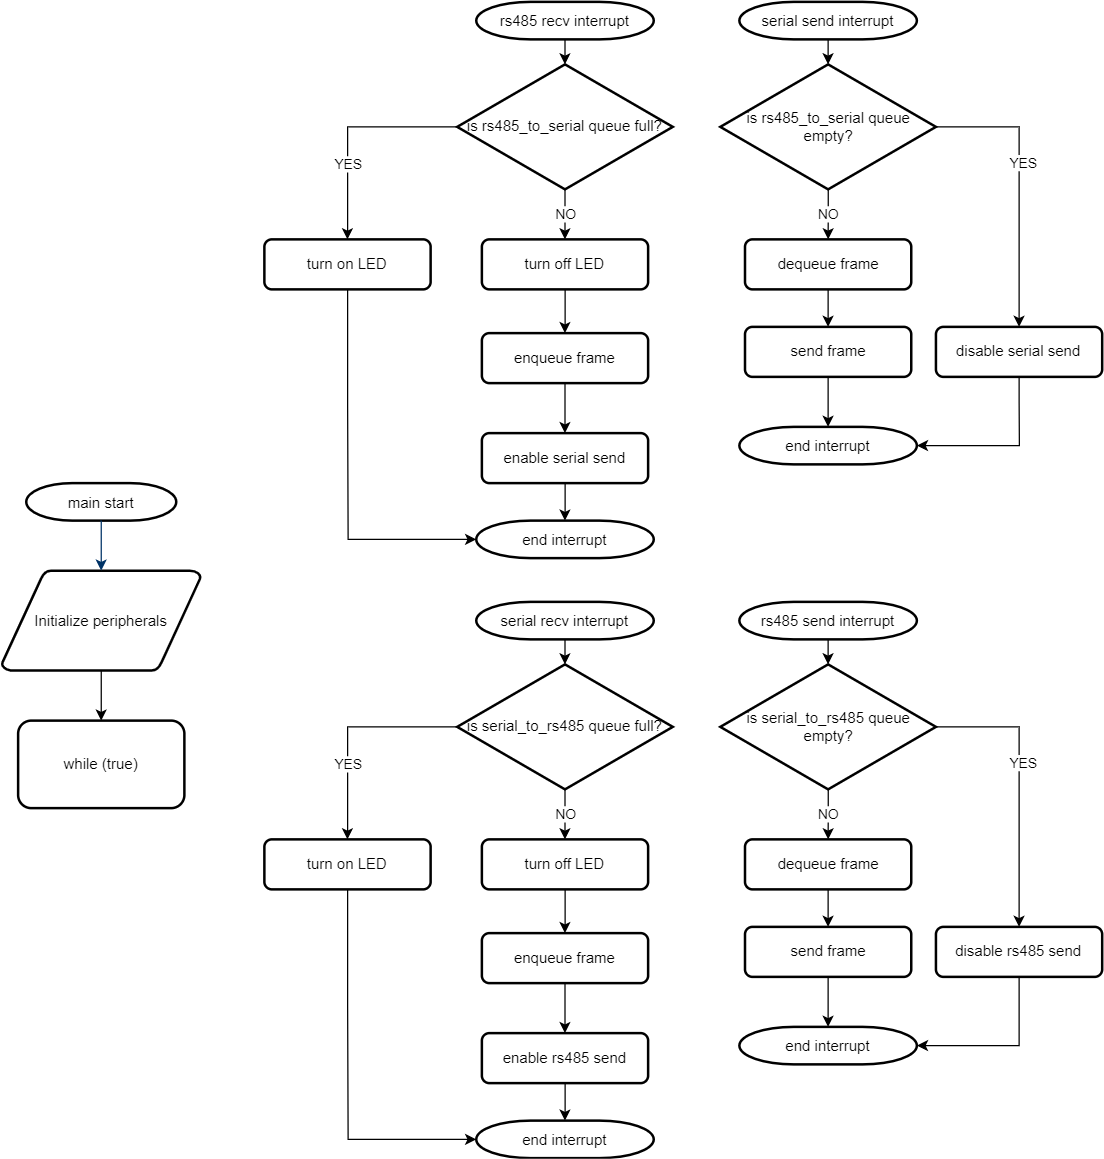 rs485 recv interrupt
is rs485_to_serial queue full?
YES
NO
turn on LED
turn off LED
enqueue frame
enable serial send
end interrupt
serial send interrupt
is rs485_to_serial queue
empty?
YES
NO
dequeue frame
send frame
disable serial send
end interrupt
main start
Initialize peripherals
while (true)
serial recv interrupt
is serial_to_rs485 queue full?
YES
NO
turn on LED
turn off LED
enqueue frame
enable rs485 send
end interrupt
rs485 send interrupt
is serial_to_rs485 queue
empty?
YES
NO
dequeue frame
send frame
disable rs485 send
end interrupt